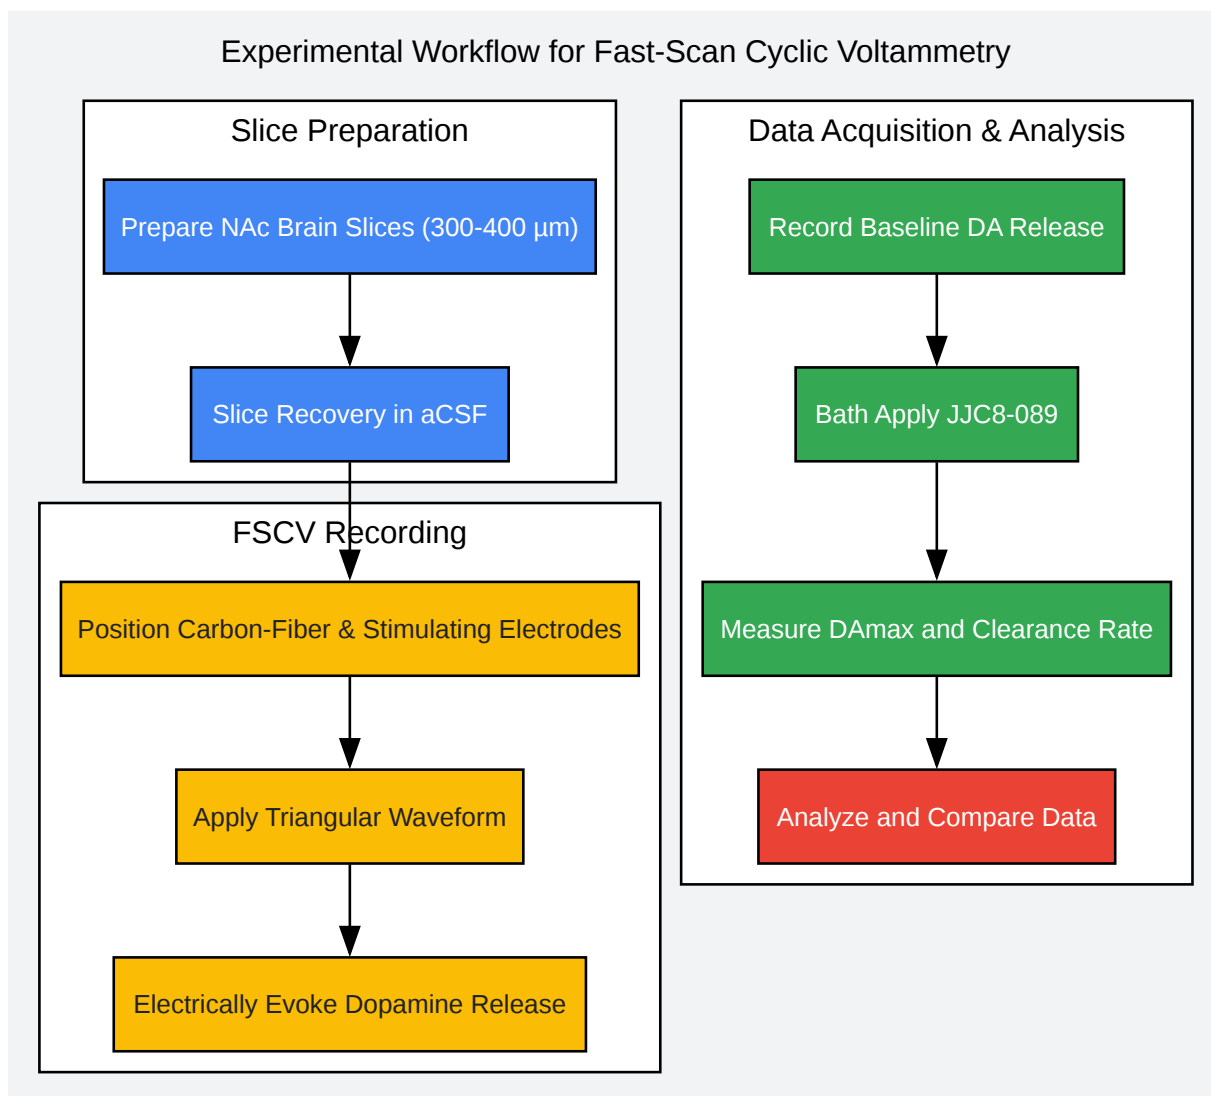 Experimental Workflow for Fast-Scan Cyclic Voltammetry
Slice Preparation
Prepare NAc Brain Slices (300-400 µm)
Slice Recovery in aCSF
FSCV Recording
Position Carbon-Fiber & Stimulating Electrodes
Apply Triangular Waveform
Electrically Evoke Dopamine Release
Data Acquisition & Analysis
Record Baseline DA Release
Bath Apply JJC8-089
Measure DAmax and Clearance Rate
Analyze and Compare Data